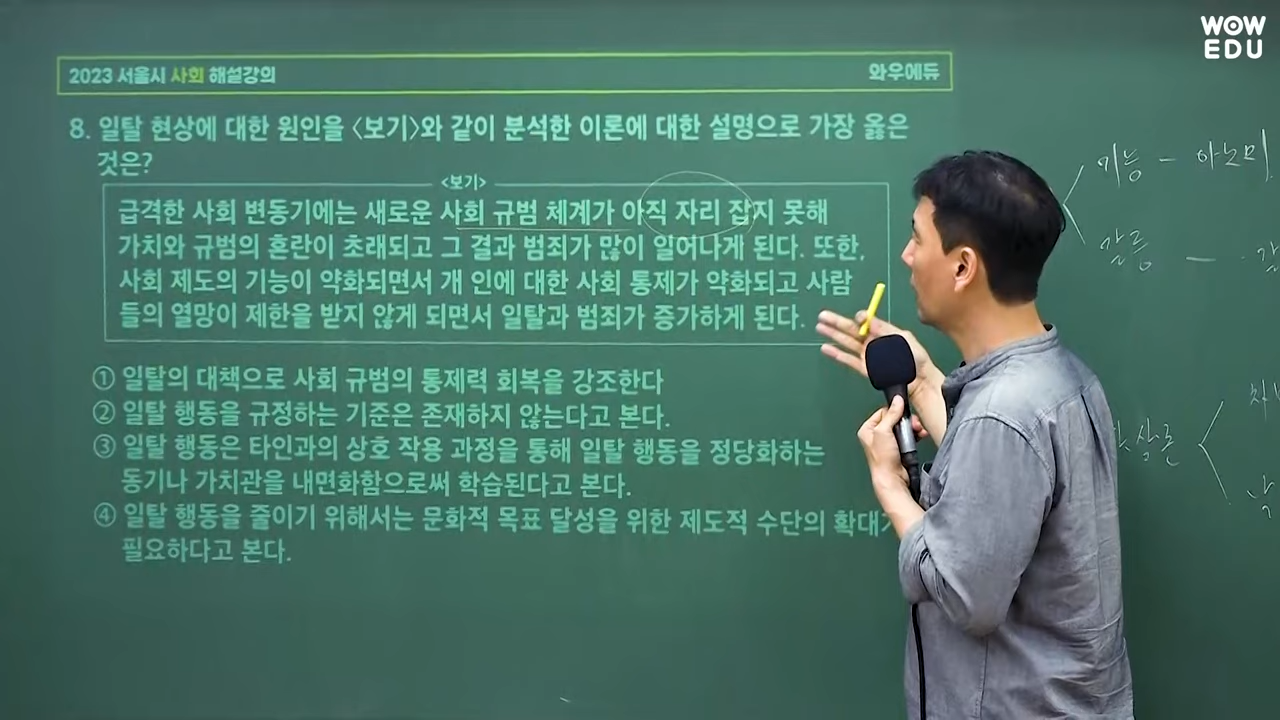 WOW
EDU
2023 서울시 사회 해설강의
와우에듀
8. 일탈 현상에 대한 원인을 <보기>와 같이 분석한 이론에 대한 설명으로 가장 옳은
것은?
<보기>
급격한 사회 변동기에는 새로운 사회 규범 체계가 아직 자리 잡지 못해
가치와 규범의 혼란이 초래되고 그 결과 범죄가 많이 일어나게 된다. 또한,
사회 제도의 기능이 약화되면서 개 인에 대한 사회 통제가 약화되고 사람
들의 열망이 제한을 받지 않게 되면서 일탈과 범죄가 증가하게 된다.
① 일탈의 대책으로 사회 규범의 통제력 회복을 강조한다
② 일탈 행동을 규정하는 기준은 존재하지 않는다고 본다.
③ 일탈 행동은 타인과의 상호 작용 과정을 통해 일탈 행동을 정당화하는
동기나 가치관을 내면화함으로써 학습된다고 본다.
④ 일탈 행동을 줄이기 위해서는 문화적 목표 달성을 위한 제도적 수단의 확대
필요하다고 본다.
기능 - 아노미
갈등 -